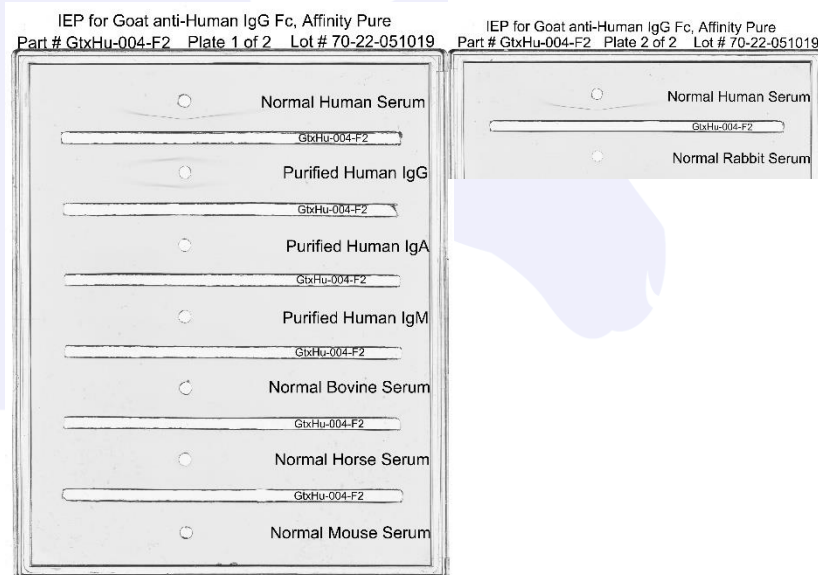 IEP for Goat anti-Human IgG Fc, Affinity Pure
Part # GtxHu-004-F2 Plate 1 of 2 Lot # 70-22-051019
Normal Human Serum
GtxHu-004-F2
Purified Human IgG
GtxHu-004-F2
Purified Human IgA
GtxHu-004-F2
Purified Human IgM
GtxHu-004-F2
Normal Bovine Serum
GtxHu-004-F2
Normal Horse Serum
GtxHu-004-F2
Normal Mouse Serum
IEP for Goat anti-Human IgG Fc, Affinity Pure
Part # GtxHu-004-F2 Plate 2 of 2 Lot # 70-22-051019
Normal Human Serum
GtxHu-004-F2
Normal Rabbit Serum